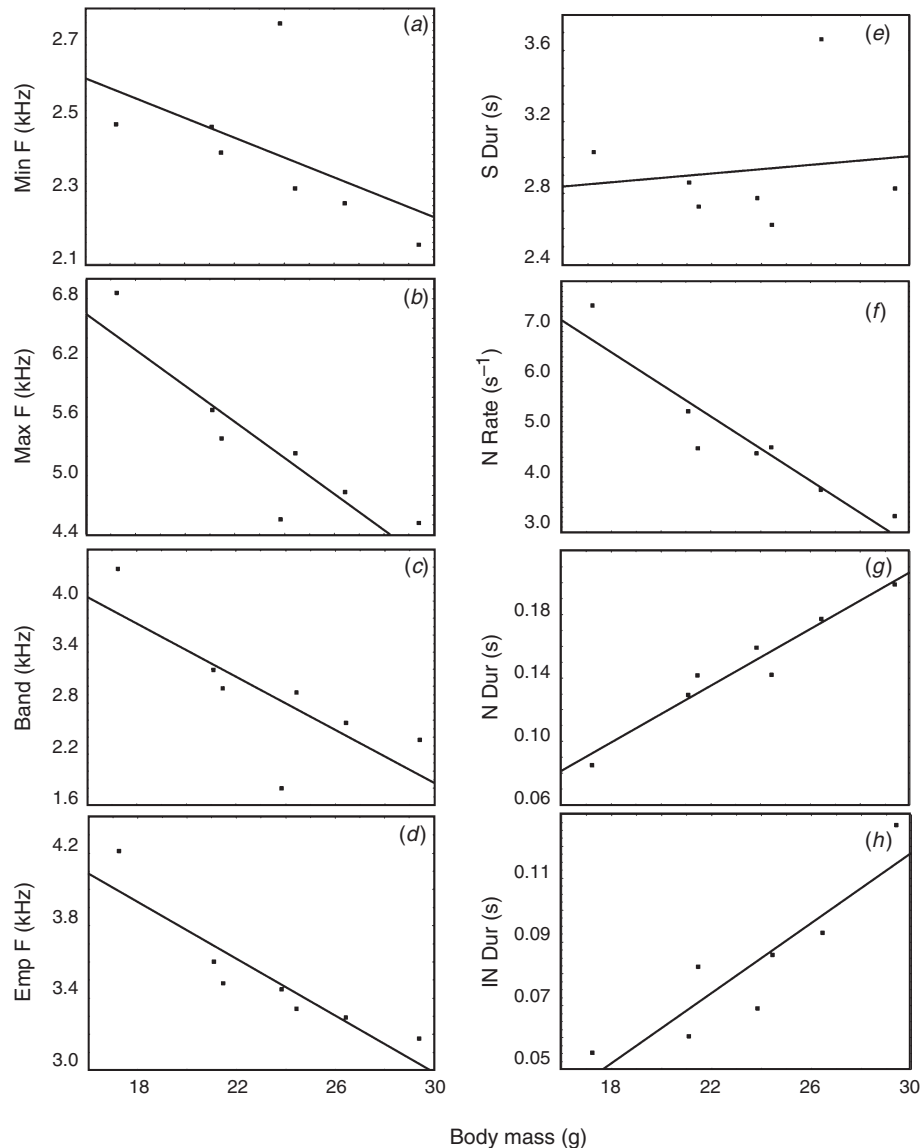 (a)
2.7
2.5
2.3
2.1
Min F (kHz)
(b)
6.8
6.2
5.6
5.0
4.4
Max F (kHz)
(c)
4.0
3.4
2.8
2.2
1.6
Band (kHz)
(d)
4.2
3.8
3.4
3.0
Emp F (kHz)
18 22 26 30
(e)
3.6
3.2
2.8
2.4
S Dur (s)
(f)
7.0
6.0
5.0
4.0
3.0
N Rate (s⁻¹)
(g)
0.18
0.14
0.10
0.06
N Dur (s)
(h)
0.11
0.09
0.07
0.05
IN Dur (s)
18 22 26 30
Body mass (g)